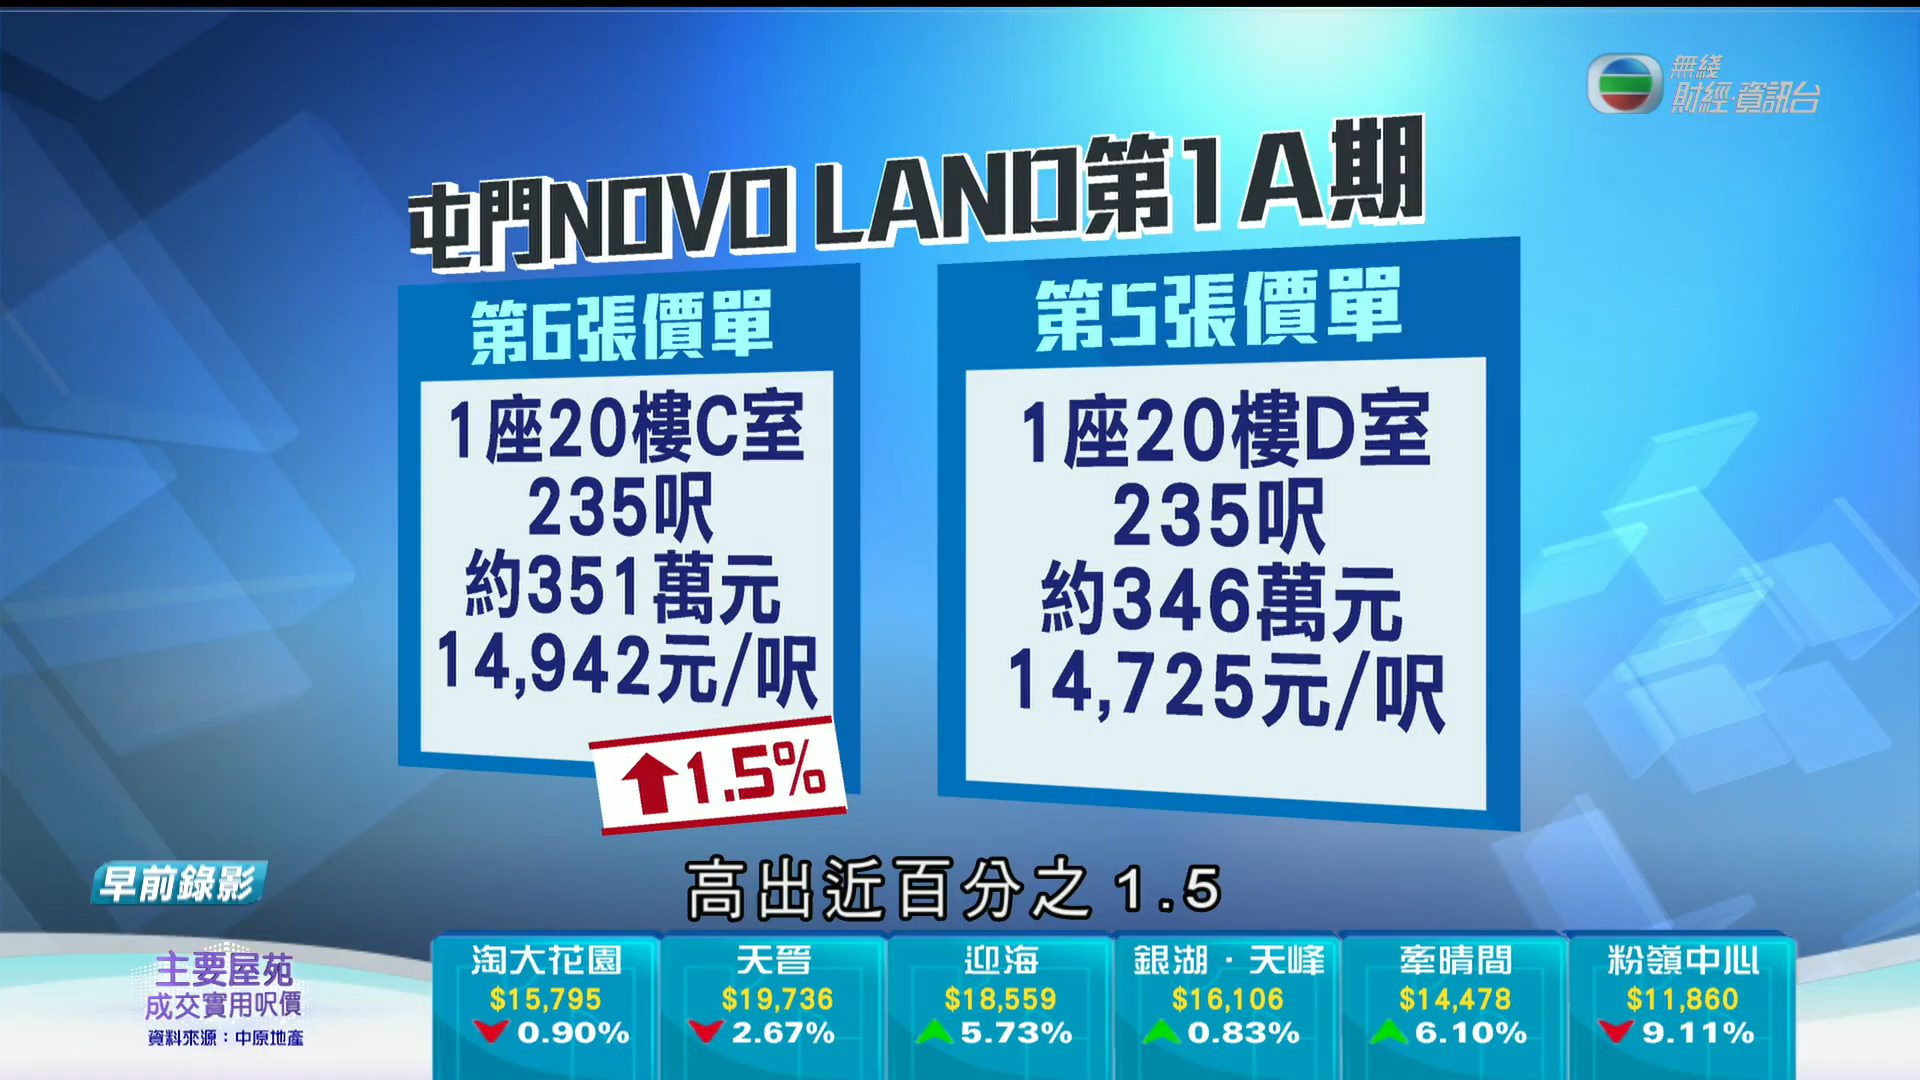 無綫
財經·資訊台
屯門NOVO LAND第1A期
第6張價單
1座20樓C室
235呎
約351萬元
14,942元/呎
1.5%
第5張價單
1座20樓D室
235呎
約346萬元
14,725元/呎
早前錄影
高出近百分之1.5
主要屋苑
成交實用呎價
資料來源：中原地產
淘大花園
$15,795
0.90%
天晉
$19,736
2.67%
迎海
$18,559
5.73%
銀湖·天峰
$16,106
0.83%
牽晴間
$14,478
6.10%
粉嶺中心
$11,860
9.11%